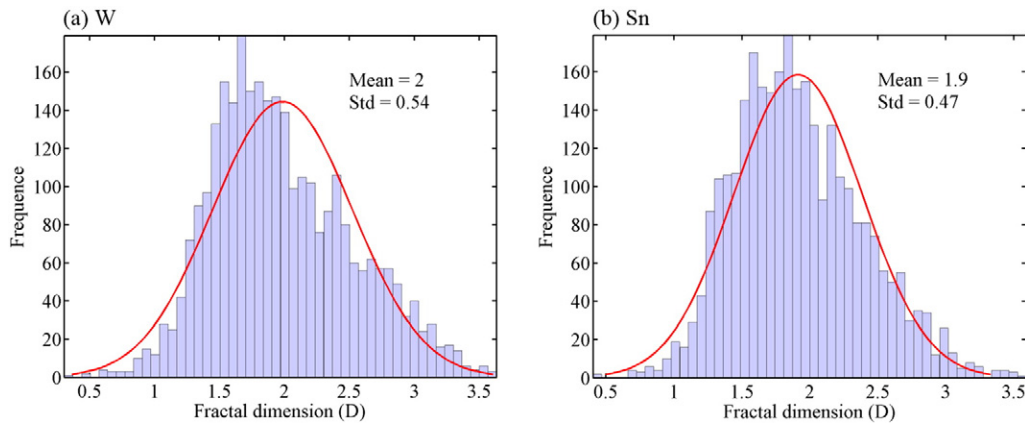 (a) W
Mean = 2
Std = 0.54
160
140
120
100
80
60
40
20
0
Frequence
0.5 1 1.5 2 2.5 3 3.5
Fractal dimension (D)
(b) Sn
Mean = 1.9
Std = 0.47
160
140
120
100
80
60
40
20
0
Frequence
0.5 1 1.5 2 2.5 3 3.5
Fractal dimension (D)